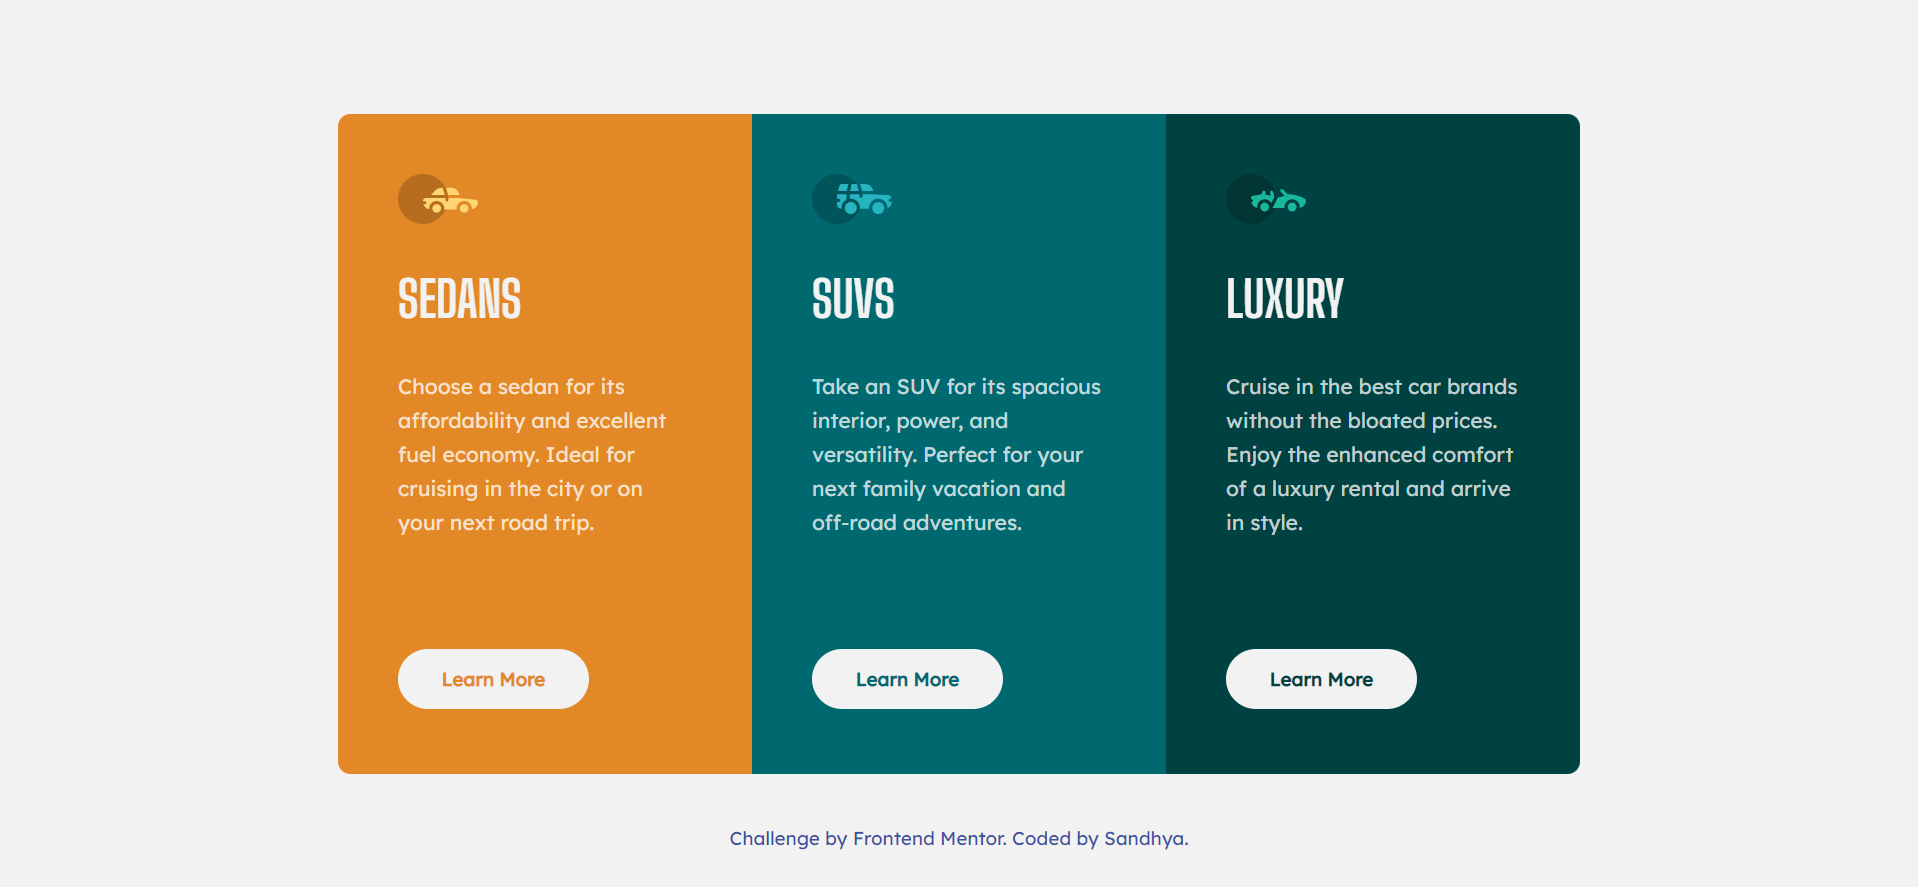 SEDANS
Choose a sedan for its
affordability and excellent
fuel economy. Ideal for
cruising in the city or on
your next road trip.
Learn More
SUVS
Take an SUV for its spacious
interior, power, and
versatility. Perfect for your
next family vacation and
off-road adventures.
Learn More
LUXURY
Cruise in the best car brands
without the bloated prices.
Enjoy the enhanced comfort
of a luxury rental and arrive
in style.
Learn More
Challenge by Frontend Mentor. Coded by Sandhya.